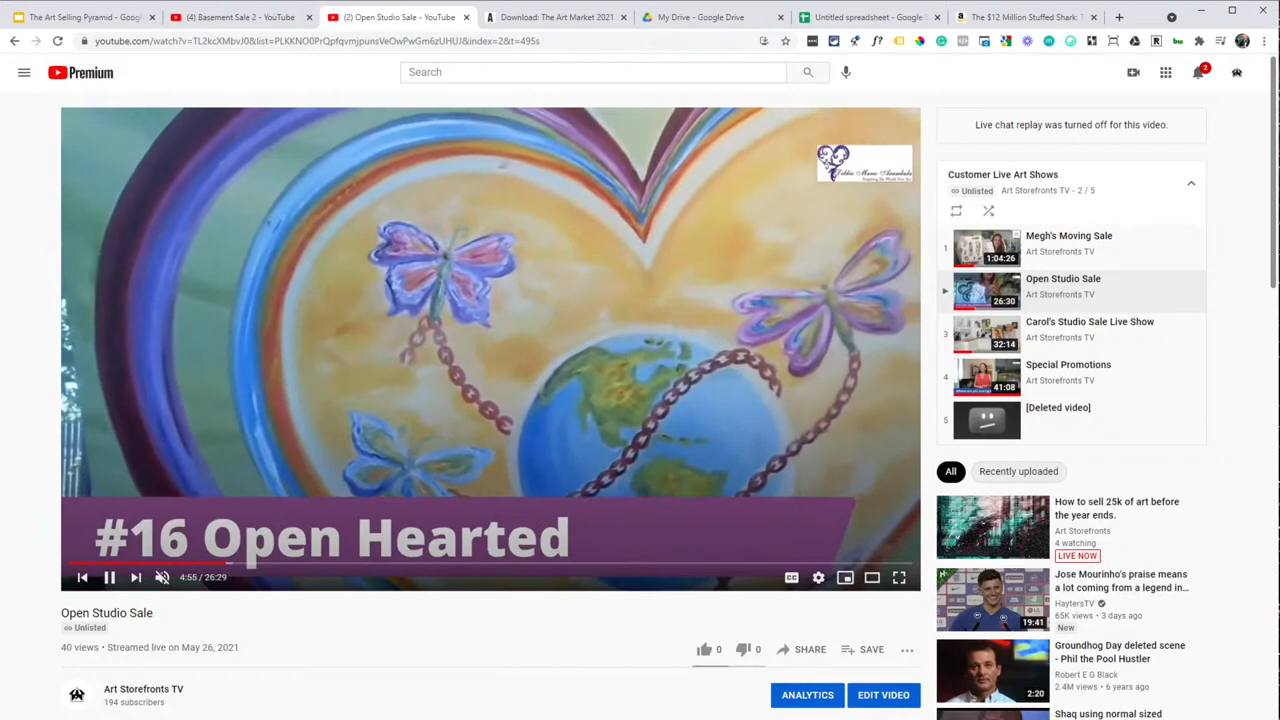 The Art Selling Pyramid - Goog
(4) Basement Sale 2 - YouTube
(2) Open Studio Sale - YouTube
Download: The Art Market 2021
My Drive - Google Drive
Untitled spreadsheet - Google S
The $12 Million Stuffed Shark: T
youtube.com/watch?v=TL2kcXMbvJ0&list=PLKKNO0PrQpfqvmjpunsVeOwPwGm6zUHUJ&index=2&t=495s
Premium
Search
2
Live chat replay was turned off for this video.
Customer Live Art Shows
Unlisted Art Storefronts TV - 2 / 5
1
Megh's Moving Sale
Art Storefronts TV
1:04:26
Open Studio Sale
Art Storefronts TV
26:30
3
Carol's Studio Sale Live Show
Art Storefronts TV
32:14
4
Special Promotions
Art Storefronts TV
41:08
5
[Deleted video]
#16 Open Hearted
4:55 / 26:29
CC
Open Studio Sale
Unlisted
40 views • Streamed live on May 26, 2021
0
0
SHARE
SAVE
Art Storefronts TV
194 subscribers
ANALYTICS
EDIT VIDEO
All
Recently uploaded
How to sell 25k of art before
the year ends.
Art Storefronts
4 watching
LIVE NOW
Jose Mourinho's praise means
a lot coming from a legend in...
HaytersTV
65K views • 3 days ago
New
19:41
Groundhog Day deleted scene
- Phil the Pool Hustler
Robert E G Black
2.4M views • 6 years ago
2:20
Shaq using normal sized